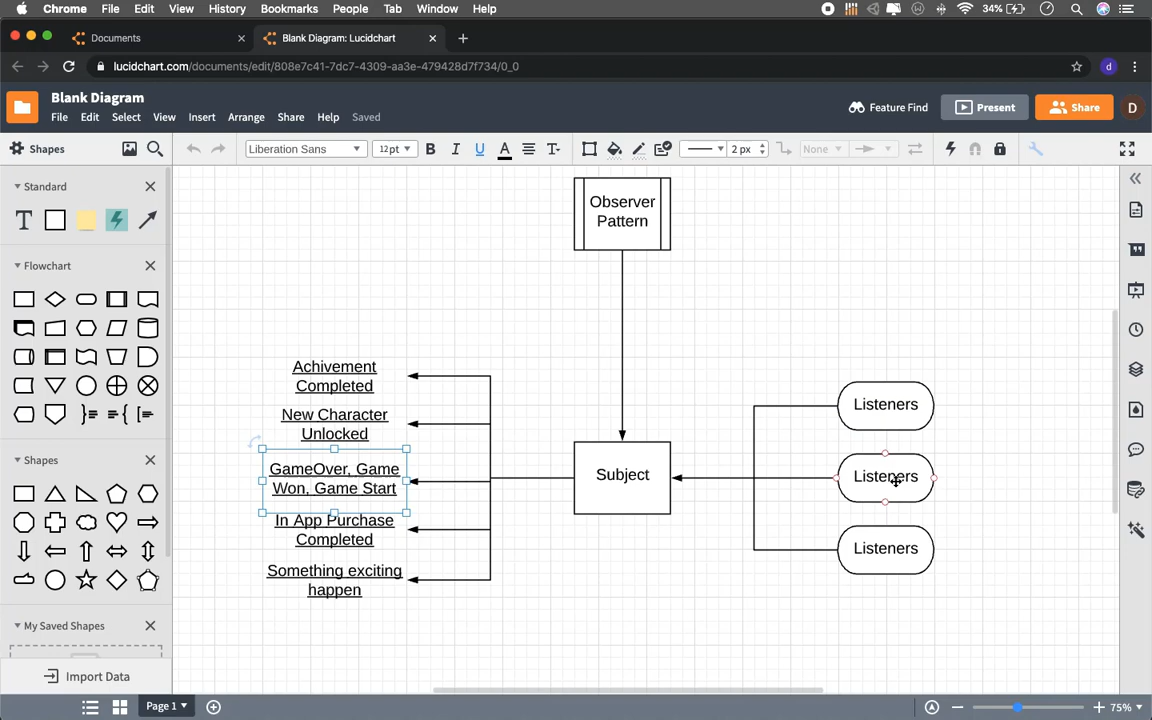 Chrome File Edit View History Bookmarks People Tab Window Help 34%
Documents Blank Diagram: Lucidchart
lucidchart.com/documents/edit/808e7c41-7dc7-4309-aa3e-479428d7f734/0_0 d
Blank Diagram
File Edit Select View Insert Arrange Share Help Saved
Feature Find Present Share D
Shapes Liberation Sans 12pt B I U A T 2 px None
Standard
T
Flowchart
Shapes
My Saved Shapes
Import Data
Observer
Pattern
Achivement
Completed
New Character
Unlocked
GameOver, Game
Won, Game Start
In App Purchase
Completed
Something exciting
happen
Subject
Listeners
Listeners
Listeners
Page 1 75%